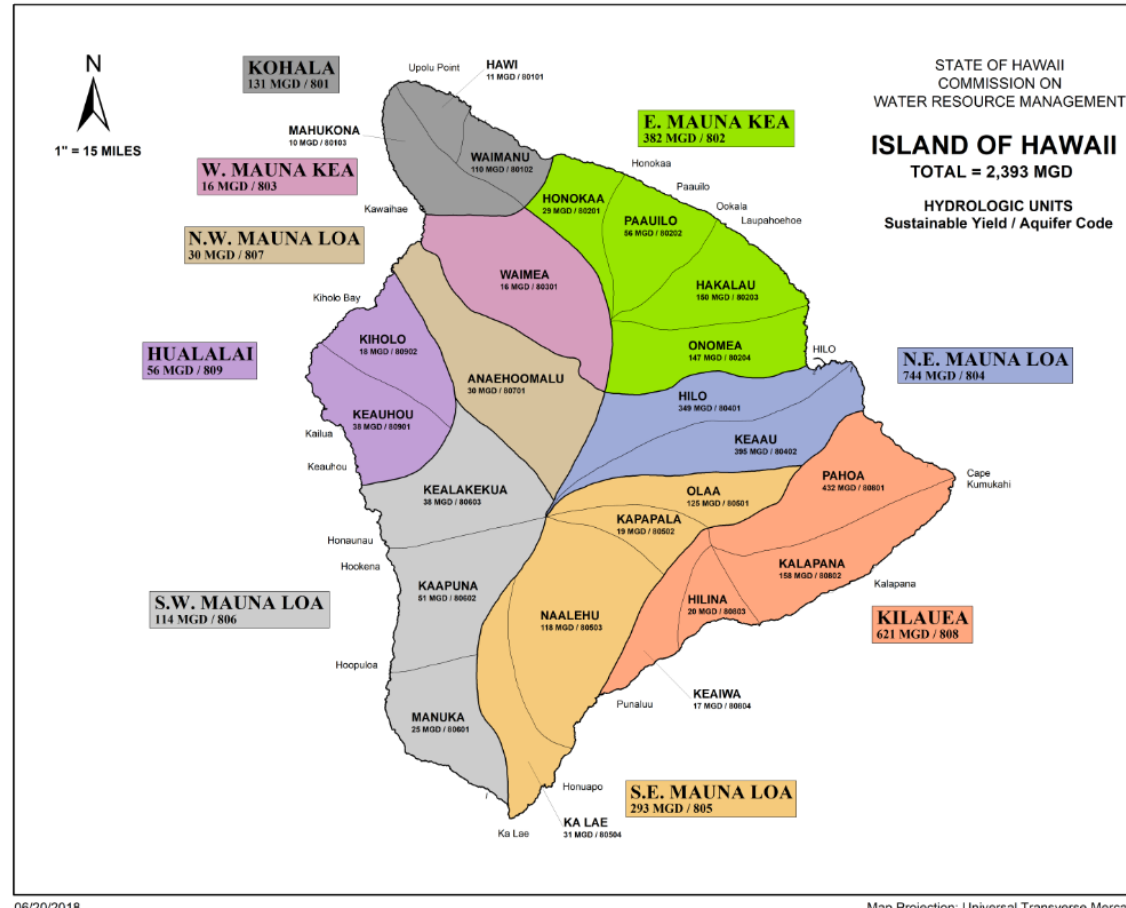 N
1" = 15 MILES
STATE OF HAWAII
COMMISSION ON
WATER RESOURCE MANAGEMENT
ISLAND OF HAWAII
TOTAL = 2,393 MGD
HYDROLOGIC UNITS
Sustainable Yield / Aquifer Code
KOHALA
131 MGD / 801
Upolu Point
HAWI
11 MGD / 80101
MAHUKONA
10 MGD / 80103
WAIMANU
110 MGD / 80102
E. MAUNA KEA
382 MGD / 802
W. MAUNA KEA
16 MGD / 803
Kawaihae
HONOKAA
29 MGD / 80201
Honokaa
Paauilo
Ookala
Laupahoehoe
PAAUILO
56 MGD / 80202
N.W. MAUNA LOA
30 MGD / 807
WAIMEA
16 MGD / 80301
HAKALAU
150 MGD / 80203
Kiholo Bay
KIHOLO
18 MGD / 80902
ONOMEA
147 MGD / 80204
HILO
HUALALAI
56 MGD / 809
N.E. MAUNA LOA
744 MGD / 804
ANAEHOOMALU
30 MGD / 80701
KEAUHOU
38 MGD / 80901
HILO
349 MGD / 80401
KEAAU
395 MGD / 80402
Kailua
Keauhou
KEALAKEKUA
38 MGD / 80603
OLAA
125 MGD / 80501
PAHOA
432 MGD / 80801
Cape
Kumukahi
KAPAPALA
19 MGD / 80502
Honaunau
Hookena
KAAPUNA
51 MGD / 80602
KALAPANA
158 MGD / 80802
Kalapana
S.W. MAUNA LOA
114 MGD / 806
NAALEHU
118 MGD / 80503
HILINA
20 MGD / 80803
KILAUEA
621 MGD / 808
Hoopuloa
Punaluu
KEAIWA
17 MGD / 80804
MANUKA
25 MGD / 80601
Honuapo
S.E. MAUNA LOA
293 MGD / 805
Ka Lae
KA LAE
31 MGD / 80504
06/20/2018
Map Projection: Universal Transverse Merca